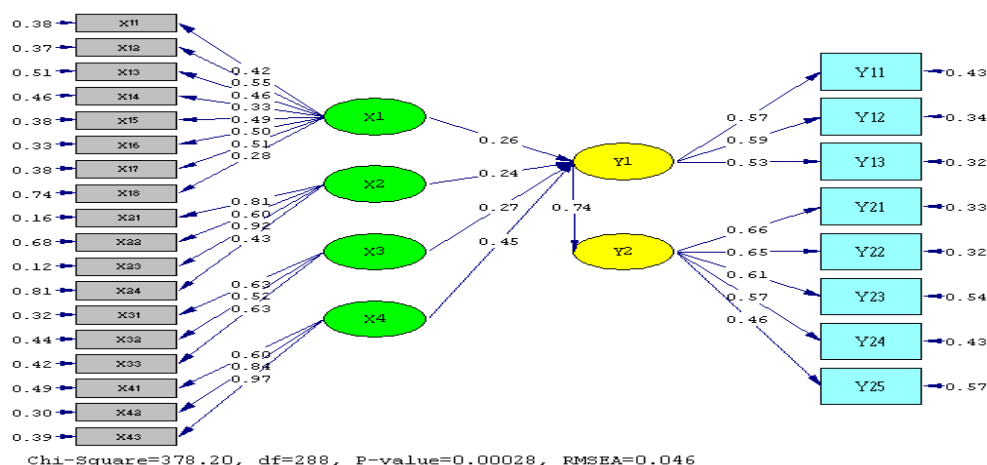 0.38 X11
0.37 X12
0.51 X13
0.46 X14
0.38 X15
0.33 X16
0.38 X17
0.74 X18
0.16 X21
0.68 X22
0.12 X23
0.81 X24
0.32 X31
0.44 X32
0.42 X33
0.49 X41
0.30 X42
0.39 X43
0.42
0.55
0.46
0.33
0.49
0.50
0.51
0.28
0.81
0.60
0.92
0.43
0.63
0.52
0.63
0.60
0.84
0.97
X1
X2
X3
X4
0.26
0.24
0.27
0.45
Y1
0.74
Y2
0.57
0.59
0.53
0.66
0.65
0.61
0.57
0.46
Y11 0.43
Y12 0.34
Y13 0.32
Y21 0.33
Y22 0.32
Y23 0.54
Y24 0.43
Y25 0.57
Chi-Square=378.20, df=288, P-value=0.00028, RMSEA=0.046